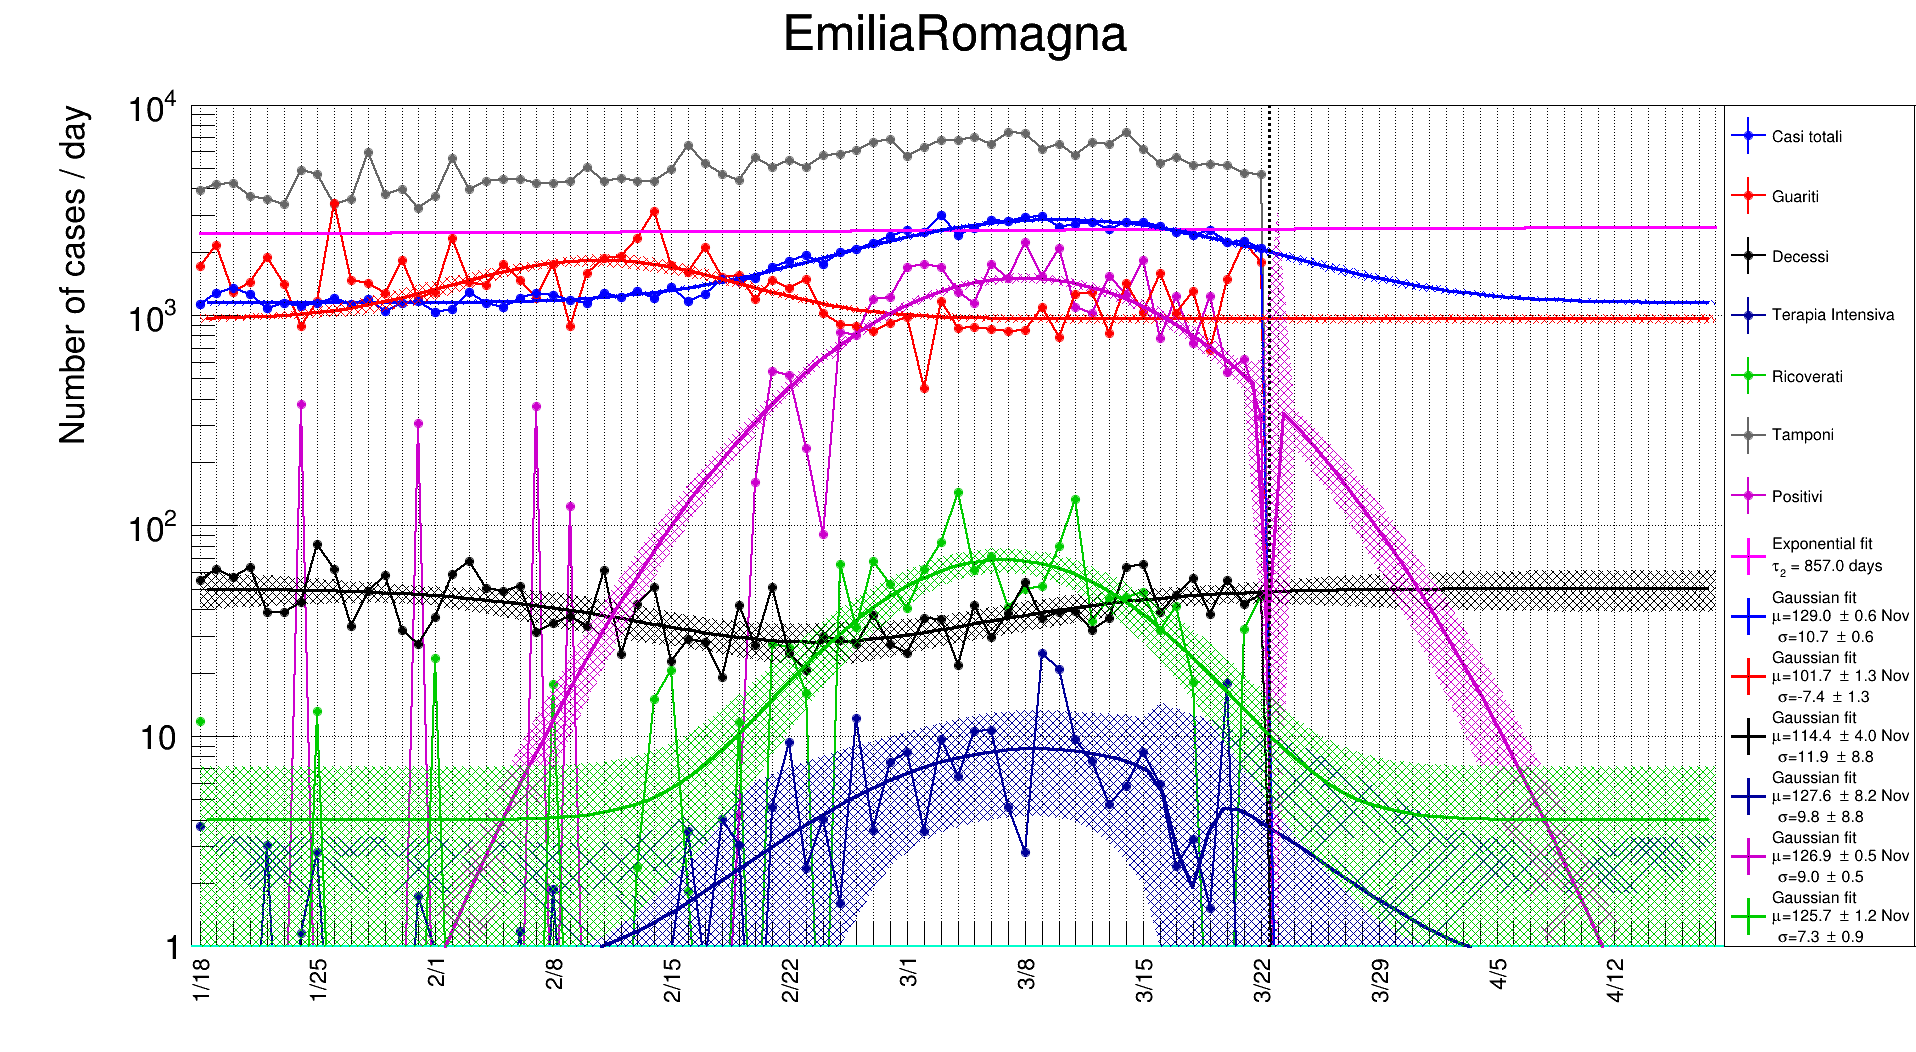 EmiliaRomagna
Number of cases / day
10^4
10^3
10^2
10
1
1/18
1/25
2/1
2/8
2/15
2/22
3/1
3/8
3/15
3/22
3/29
4/5
4/12
Casi totali
Guariti
Decessi
Terapia Intensiva
Ricoverati
Tamponi
Positivi
Exponential fit
τ₂ = 857.0 days
Gaussian fit
μ=129.0 ± 0.6 Nov
σ=10.7 ± 0.6
Gaussian fit
μ=101.7 ± 1.3 Nov
σ=-7.4 ± 1.3
Gaussian fit
μ=114.4 ± 4.0 Nov
σ=11.9 ± 8.8
Gaussian fit
μ=127.6 ± 8.2 Nov
σ=9.8 ± 8.8
Gaussian fit
μ=126.9 ± 0.5 Nov
σ=9.0 ± 0.5
Gaussian fit
μ=125.7 ± 1.2 Nov
σ=7.3 ± 0.9